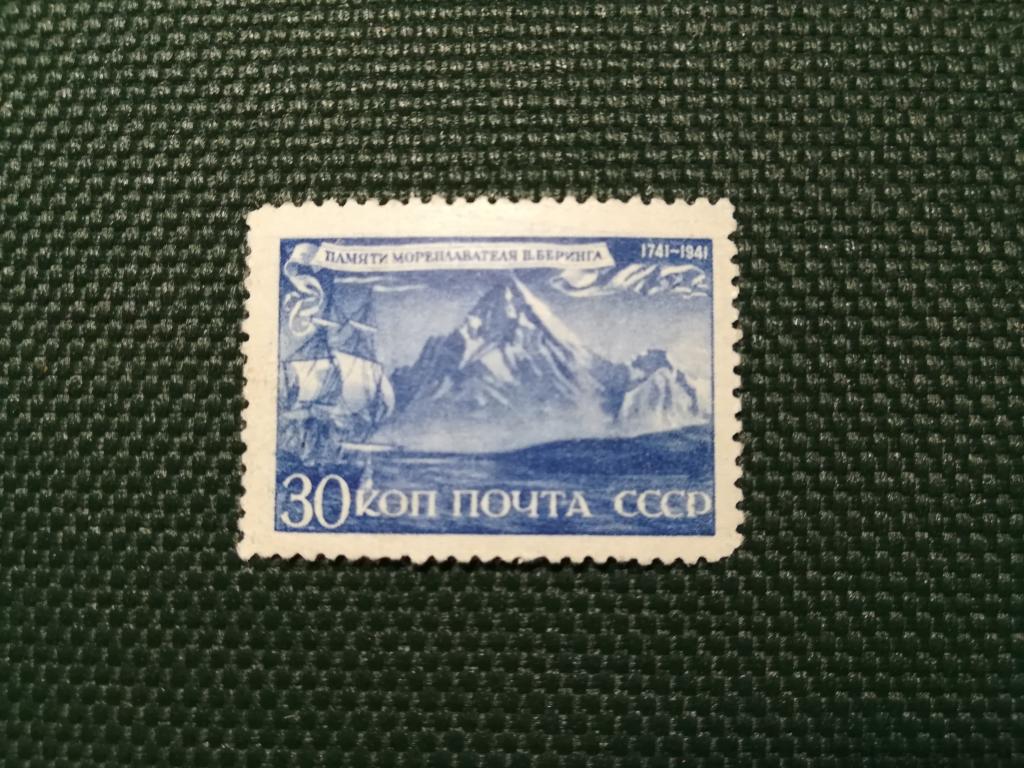 ПАМЯТИ МОРЕПЛАВАТЕЛЯ В. БЕРИНГА
1741-1941
30 КОП ПОЧТА СССР